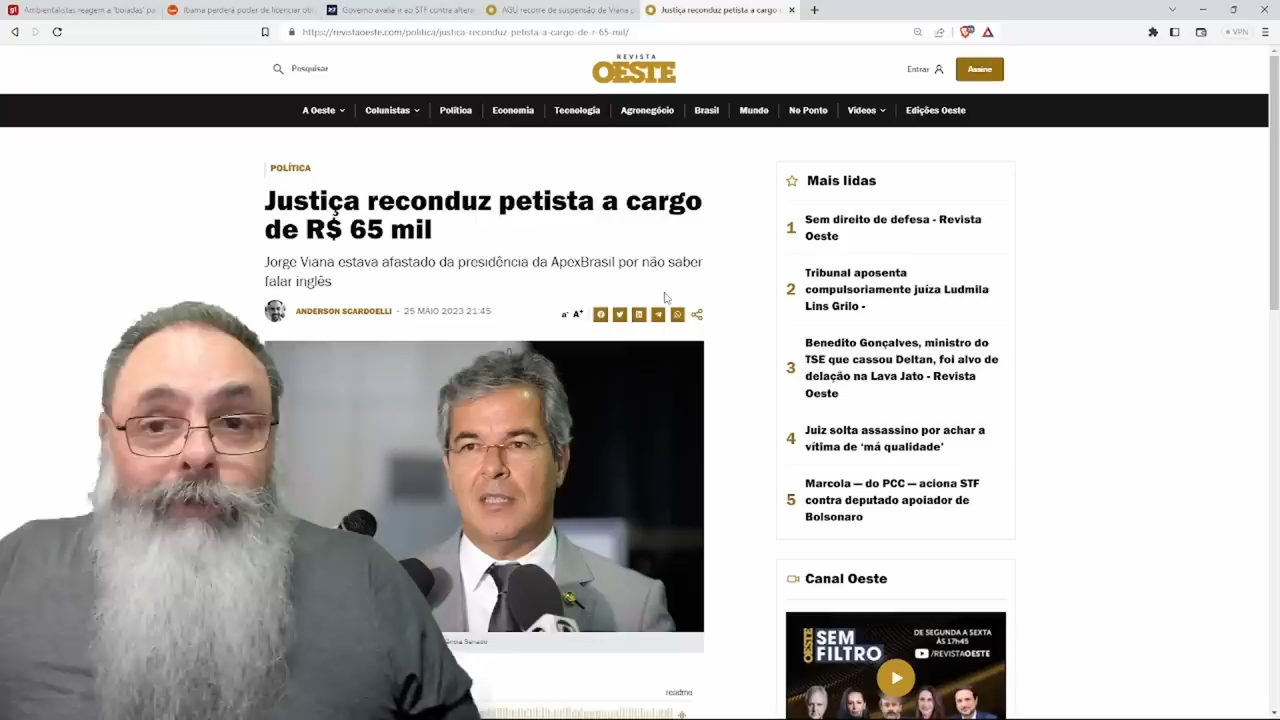 Ambientalistas reagem a 'boiadas' p
Ibama perderá poder de licenciar obr
Governo avalia ir ao STF contra altera
AGU recorre de suspensão de Viana p
Justiça reconduz petista a cargo d
https://revistaoeste.com/politica/justica-reconduz-petista-a-cargo-de-r-65-mil/
VPN
Pesquisar
REVISTA
OESTE
Entrar
Assine
A Oeste
Colunistas
Política
Economia
Tecnologia
Agronegócio
Brasil
Mundo
No Ponto
Vídeos
Edições Oeste
POLÍTICA
Justiça reconduz petista a cargo
de R$ 65 mil
Jorge Viana estava afastado da presidência da ApexBrasil por não saber
falar inglês
ANDERSON SCARDOELLI - 25 MAIO 2023 21:45
a- A+
Senado
readme
Mais lidas
1
Sem direito de defesa - Revista
Oeste
2
Tribunal aposenta
compulsoriamente juíza Ludmila
Lins Grilo -
3
Benedito Gonçalves, ministro do
TSE que cassou Deltan, foi alvo de
delação na Lava Jato - Revista
Oeste
4
Juiz solta assassino por achar a
vítima de ‘má qualidade’
5
Marcola — do PCC — aciona STF
contra deputado apoiador de
Bolsonaro
Canal Oeste
OESTE
SEM
FILTRO
DE SEGUNDA A SEXTA
ÀS 17h45
/REVISTAOESTE